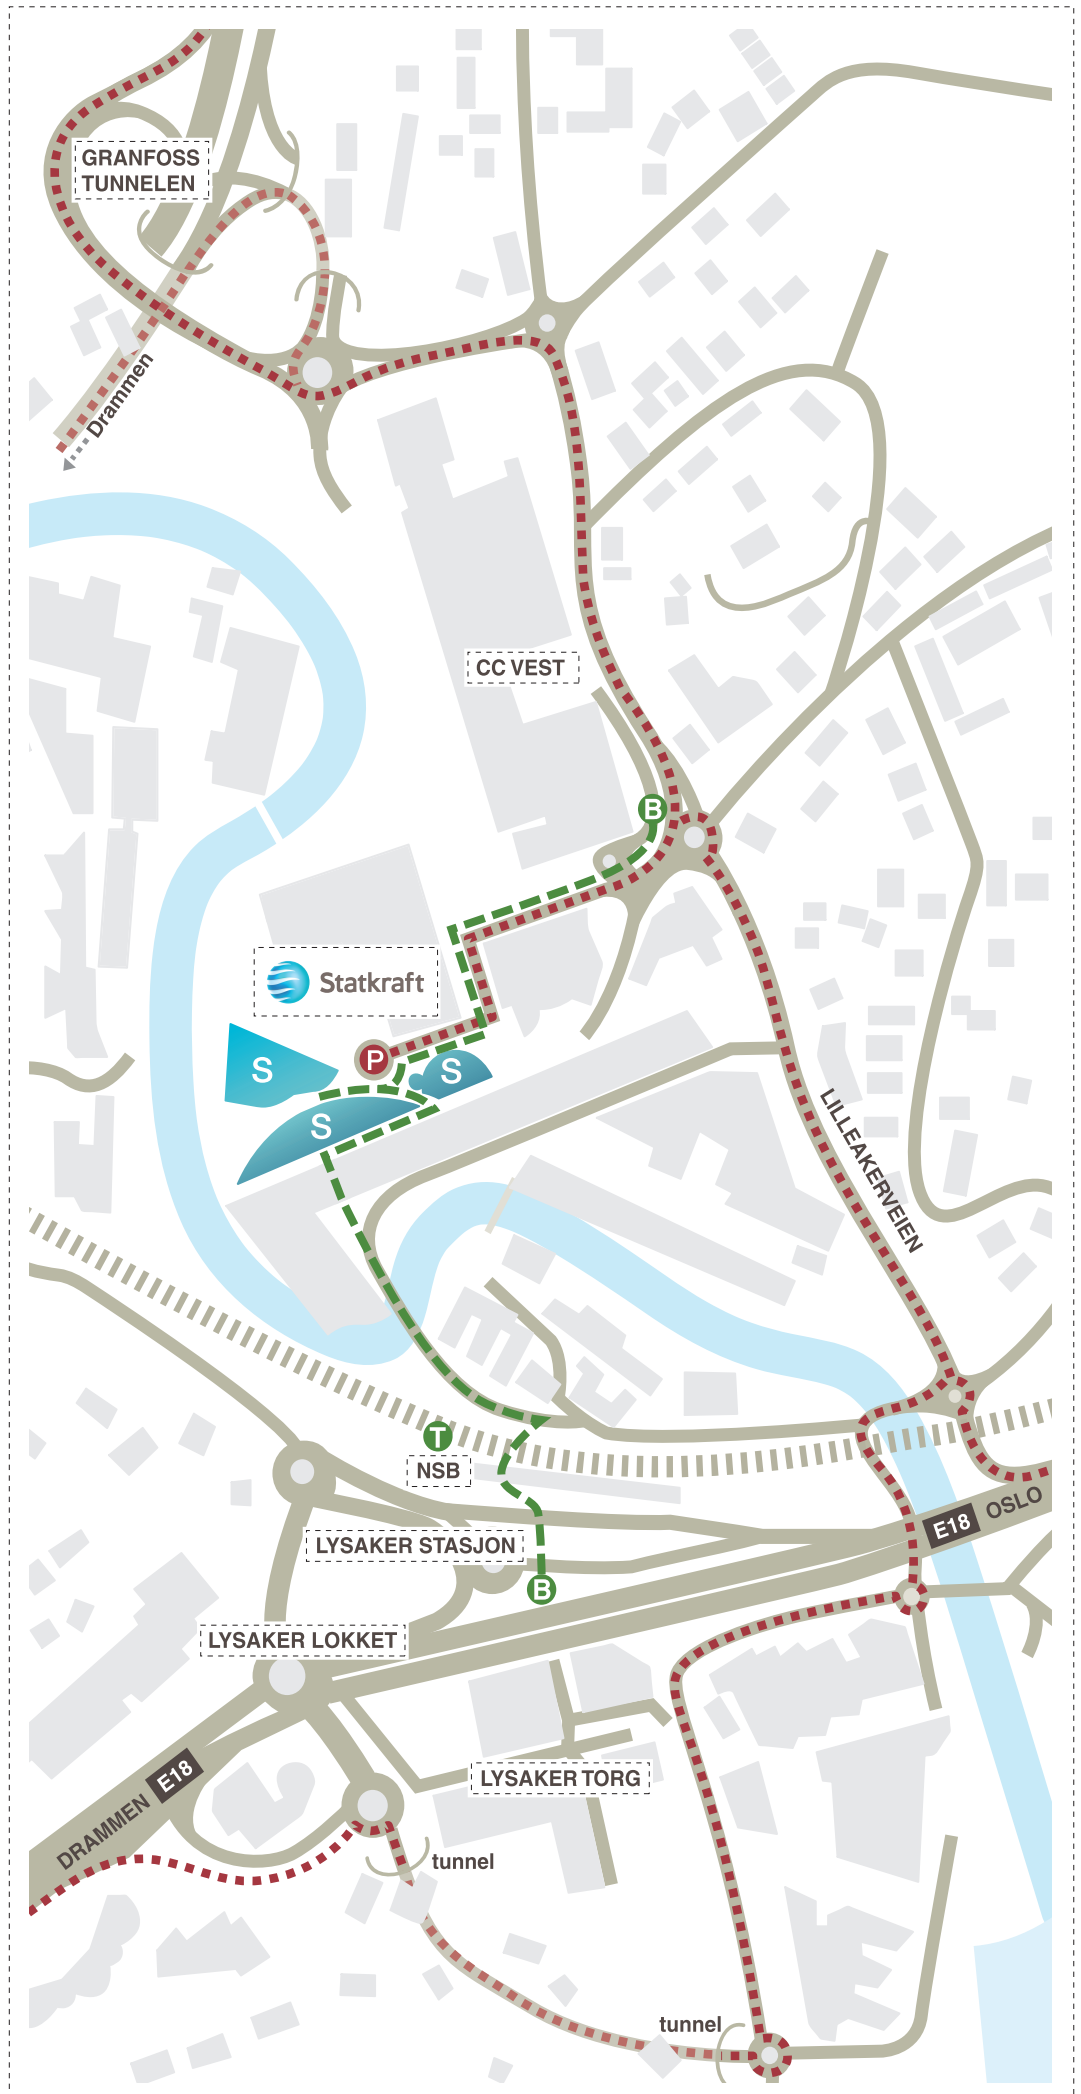 GRANFOSS
TUNNELEN
Drammen
CC VEST
B
Statkraft
P
S
S
S
LILLEAKERVEIEN
T
NSB
E18 OSLO
LYSAKER STASJON
B
LYSAKER LOKKET
DRAMMEN E18
LYSAKER TORG
tunnel
tunnel